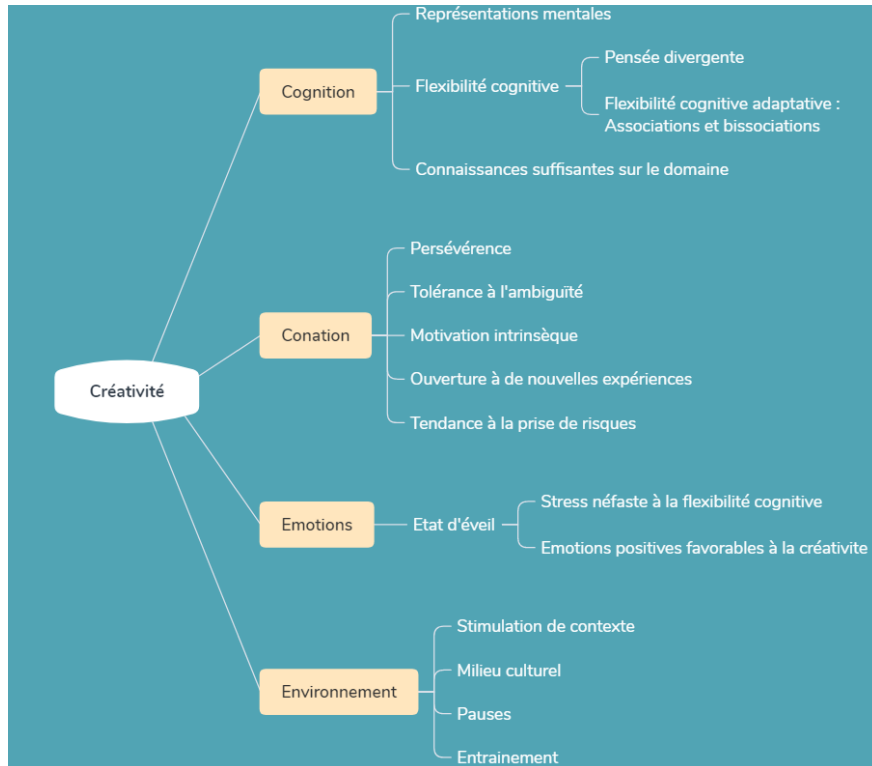 Créativité
Cognition
Représentations mentales
Flexibilité cognitive
Pensée divergente
Flexibilité cognitive adaptative :
Associations et bissociations
Connaissances suffisantes sur le domaine
Conation
Persévérence
Tolérance à l'ambiguïté
Motivation intrinsèque
Ouverture à de nouvelles expériences
Tendance à la prise de risques
Emotions
Etat d'éveil
Stress néfaste à la flexibilité cognitive
Emotions positives favorables à la créativite
Environnement
Stimulation de contexte
Milieu culturel
Pauses
Entrainement